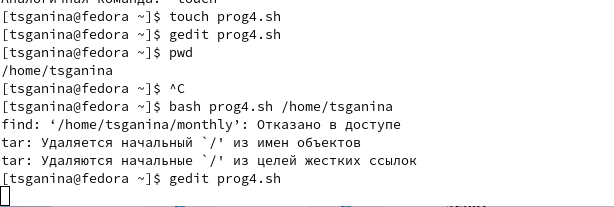 Аналогичная команда: 'touch'
[tsganina@fedora ~]$ touch prog4.sh
[tsganina@fedora ~]$ gedit prog4.sh
[tsganina@fedora ~]$ pwd
/home/tsganina
[tsganina@fedora ~]$ ^C
[tsganina@fedora ~]$ bash prog4.sh /home/tsganina
find: ‘/home/tsganina/monthly’: Отказано в доступе
tar: Удаляется начальный `/' из имен объектов
tar: Удаляются начальные `/' из целей жестких ссылок
[tsganina@fedora ~]$ gedit prog4.sh